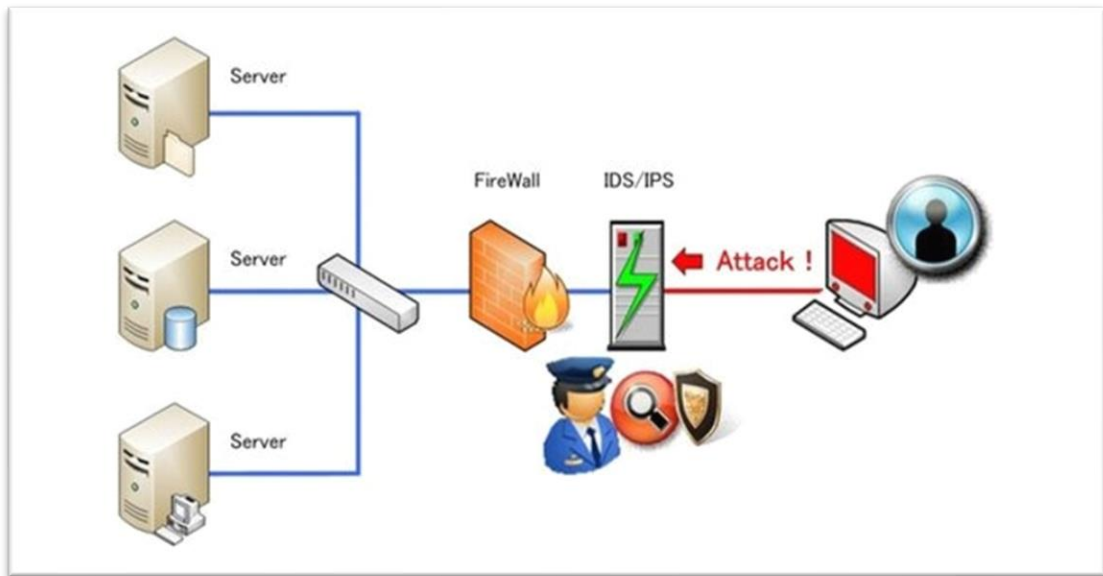 Server
FireWall
IDS/IPS
Server
Attack !
Server